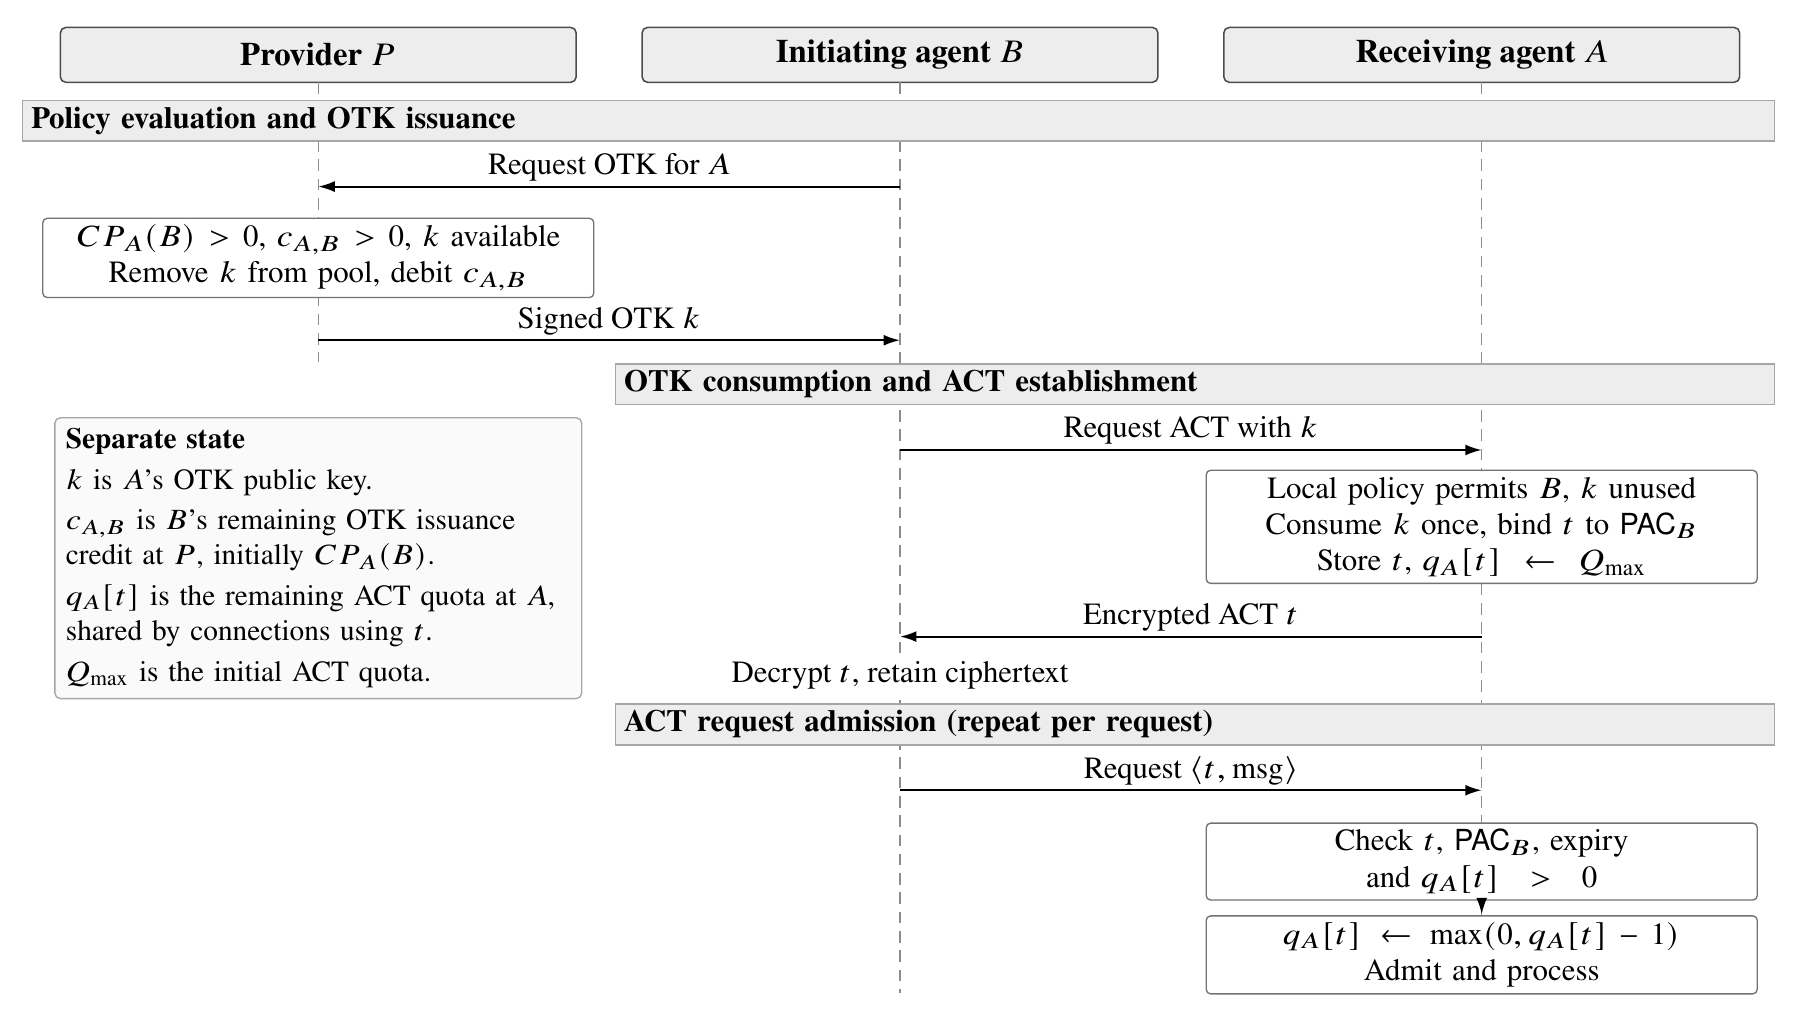 Provider P
Initiating agent B
Receiving agent A
Policy evaluation and OTK issuance
Request OTK for A
CP_A(B) > 0, c_{A,B} > 0, k available
Remove k from pool, debit c_{A,B}
Signed OTK k
OTK consumption and ACT establishment
Separate state
k is A's OTK public key.
c_{A,B} is B's remaining OTK issuance
credit at P, initially CP_A(B).
q_A[t] is the remaining ACT quota at A,
shared by connections using t.
Q_max is the initial ACT quota.
Request ACT with k
Local policy permits B, k unused
Consume k once, bind t to PAC_B
Store t, q_A[t] ← Q_max
Encrypted ACT t
Decrypt t, retain ciphertext
ACT request admission (repeat per request)
Request ⟨t, msg⟩
Check t, PAC_B, expiry
and q_A[t] > 0
q_A[t] ← max(0, q_A[t] − 1)
Admit and process